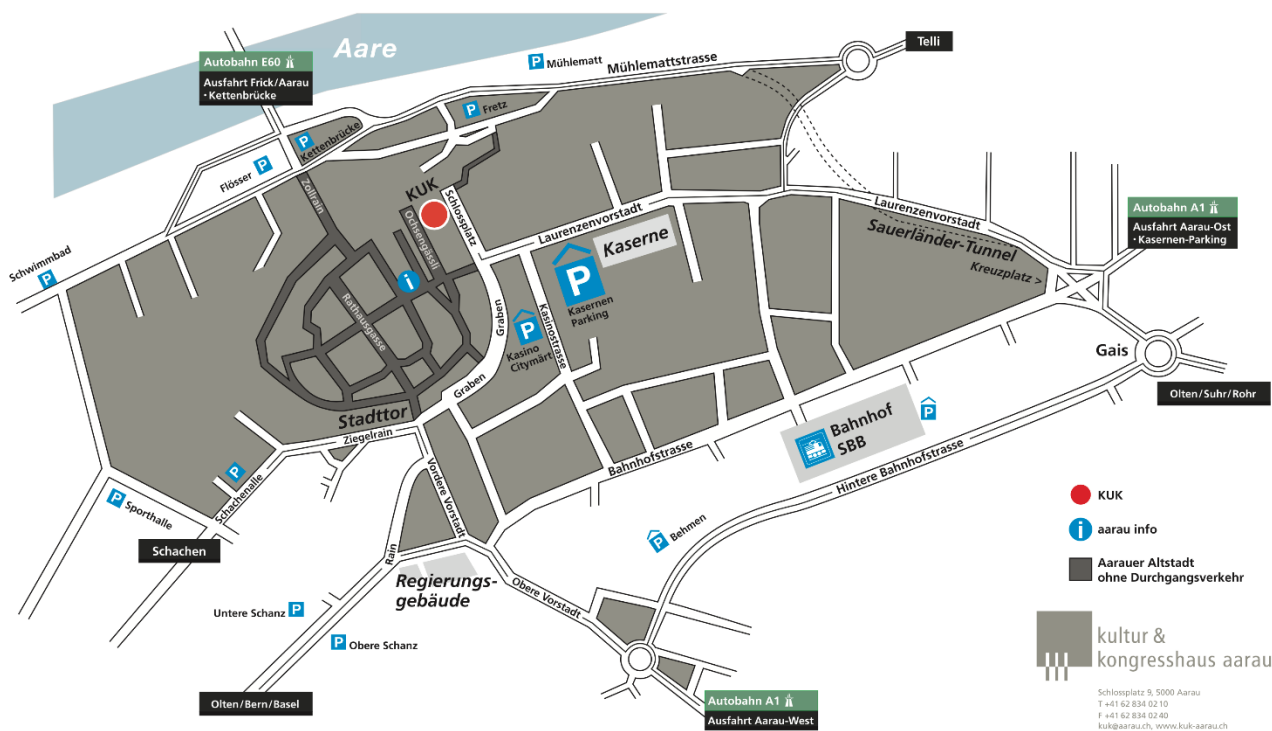 Aare
Telli
Autobahn E60
Ausfahrt Frick/Aarau
• Kettenbrücke
P Mühlematt
Mühlemattstrasse
P Fretz
P
Kettenbrücke
Flösser P
Zollrain
KUK
Schlossplatz
Ochsengässli
Laurenzenvorstadt
Laurenzenvorstadt
Autobahn A1
Ausfahrt Aarau-Ost
• Kasernen-Parking
Kaserne
Sauerländer-Tunnel
Kreuzplatz >
Schwimmbad
P
i
P
Kasernen
Parking
Rathausgasse
Graben
P
Kasino
Citymärt
Kasinostrasse
Gais
Graben
Olten/Suhr/Rohr
Stadttor
Ziegelrain
Bahnhof
SBB
P
Vordere Vorstadt
Bahnhofstrasse
Hintere Bahnhofstrasse
P
Schachenalle
P Sporthalle
Schachen
P Behmen
KUK
i aarau info
Aarauer Altstadt
ohne Durchgangsverkehr
Rain
Regierungs-
gebäude
Obere Vorstadt
Untere Schanz P
P Obere Schanz
Olten/Bern/Basel
Autobahn A1
Ausfahrt Aarau-West
kultur &
kongresshaus aarau
Schlossplatz 9, 5000 Aarau
T +41 62 834 02 10
F +41 62 834 02 40
kuk@aarau.ch, www.kuk-aarau.ch